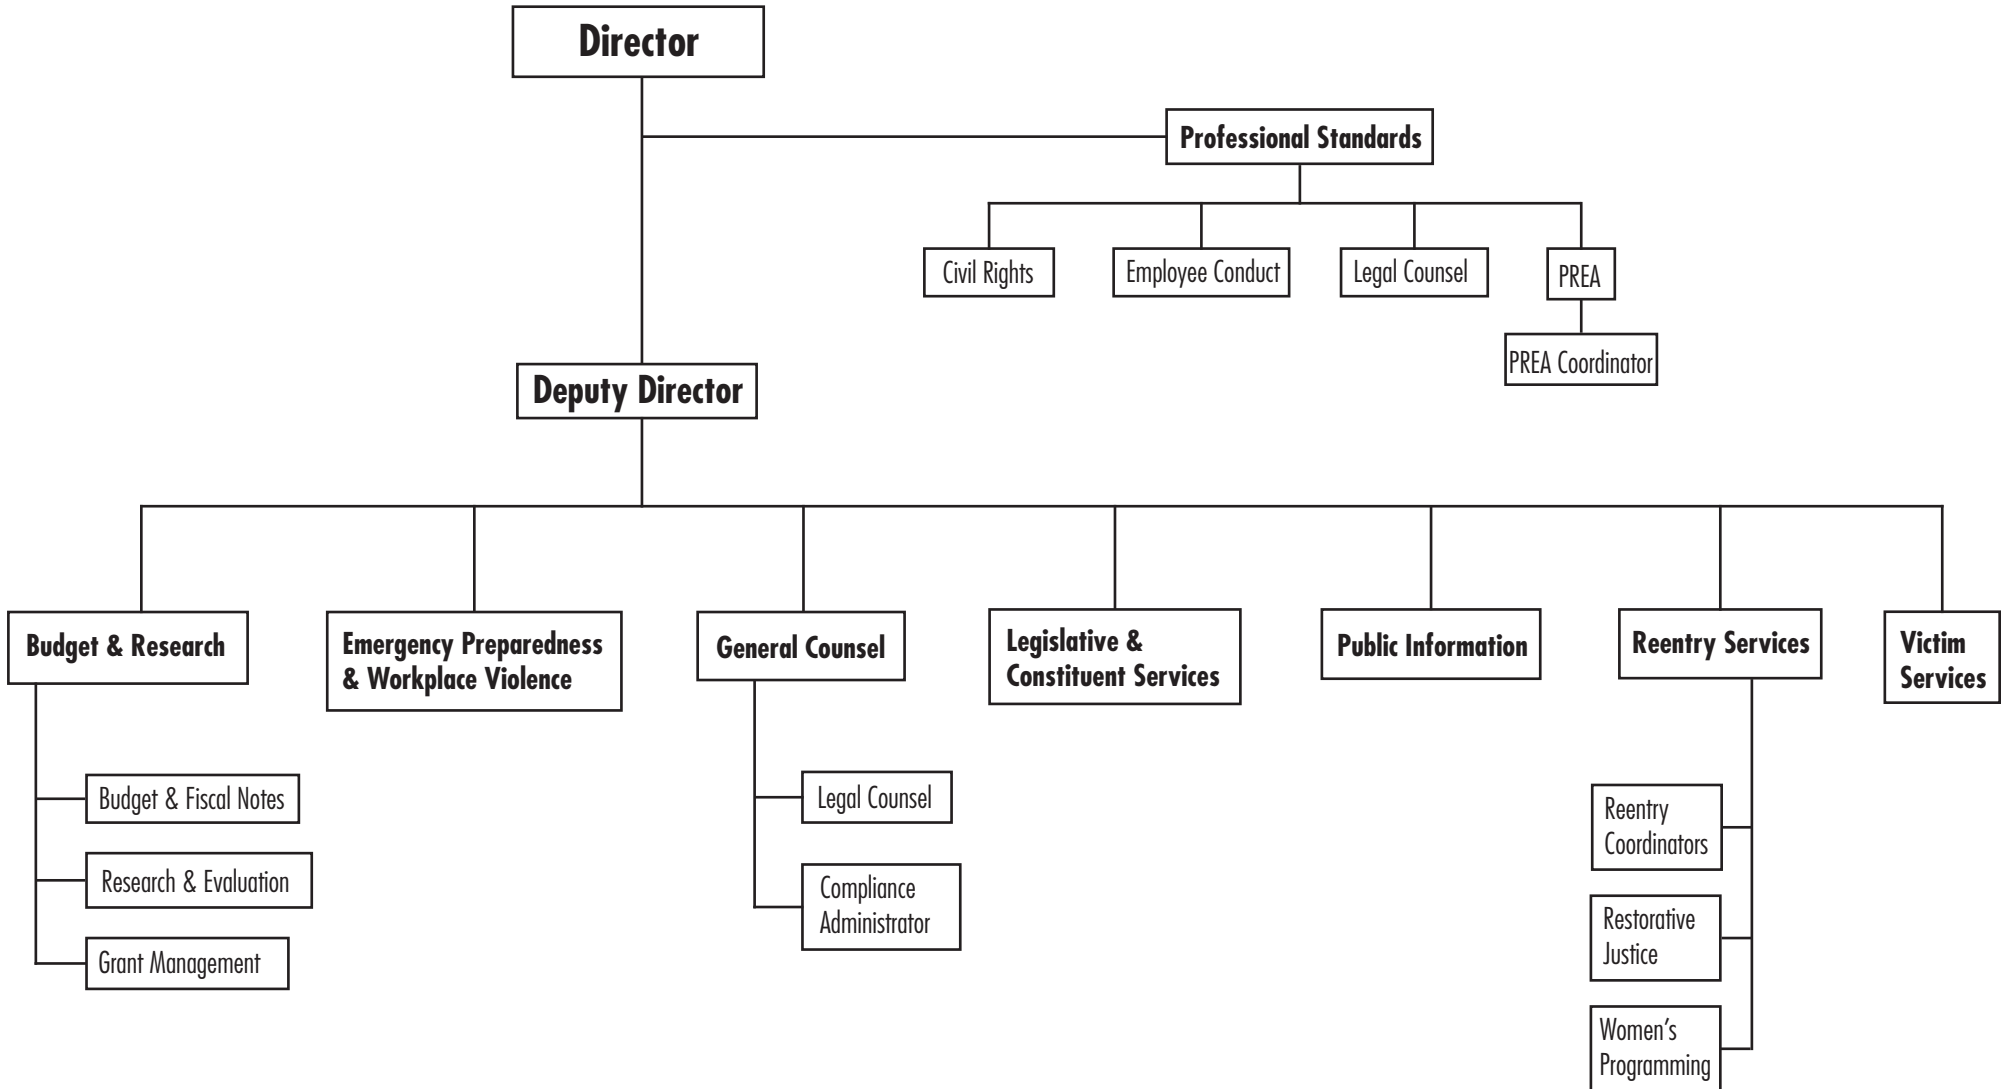 Director
Professional Standards
Civil Rights
Employee Conduct
Legal Counsel
PREA
PREA Coordinator
Deputy Director
Budget & Research
Emergency Preparedness
& Workplace Violence
General Counsel
Legislative &
Constituent Services
Public Information
Reentry Services
Victim
Services
Budget & Fiscal Notes
Research & Evaluation
Grant Management
Legal Counsel
Compliance
Administrator
Reentry
Coordinators
Restorative
Justice
Women’s
Programming